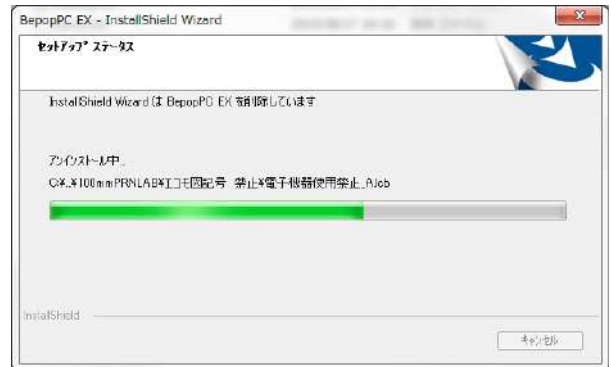 BepopPC EX - InstallShield Wizard
ｾｯﾄｱｯﾌﾟ ｽﾃｰﾀｽ
InstallShield Wizard は BepopPC EX を削除しています
ｱﾝｲﾝｽﾄｰﾙ中...
C:¥..¥100mmPRNLAB¥エコモ図記号 禁止¥電子機器使用禁止_A.lcb
InstallShield
ｷｬﾝｾﾙ